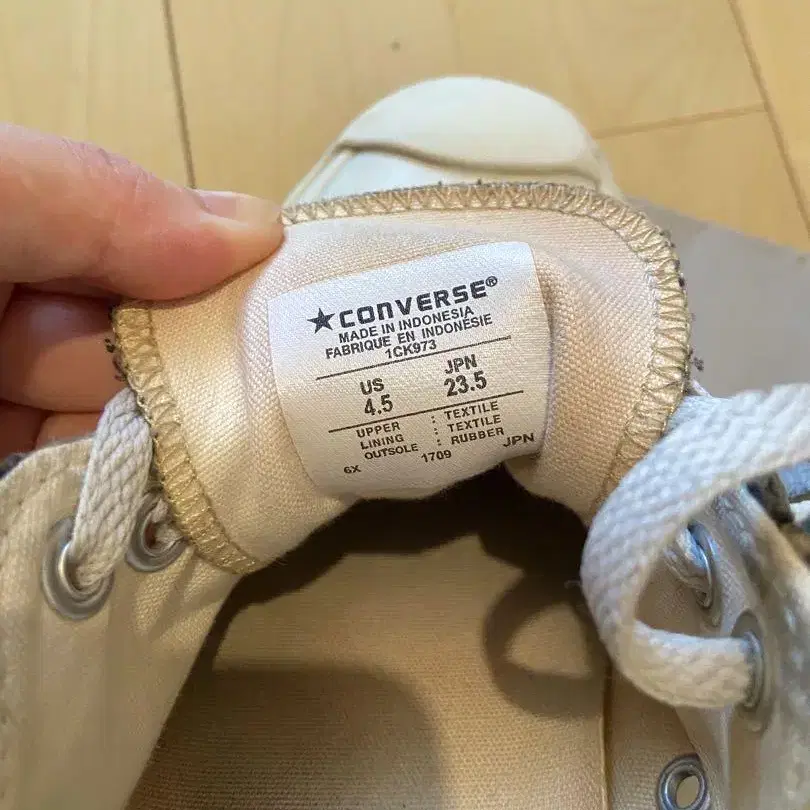 ★CONVERSE®
MADE IN INDONESIA
FABRIQUE EN INDONÉSIE
1CK973
US JPN
4.5 23.5
UPPER : TEXTILE
LINING : TEXTILE
OUTSOLE : RUBBER
6X 1709 JPN